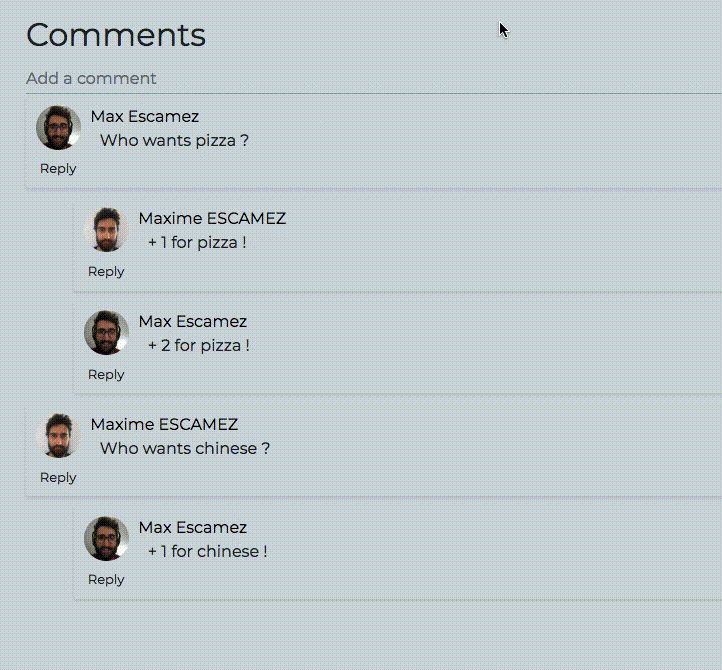 Comments
Add a comment
Max Escamez
Who wants pizza ?
Reply
Maxime ESCAMEZ
+ 1 for pizza !
Reply
Max Escamez
+ 2 for pizza !
Reply
Maxime ESCAMEZ
Who wants chinese ?
Reply
Max Escamez
+ 1 for chinese !
Reply